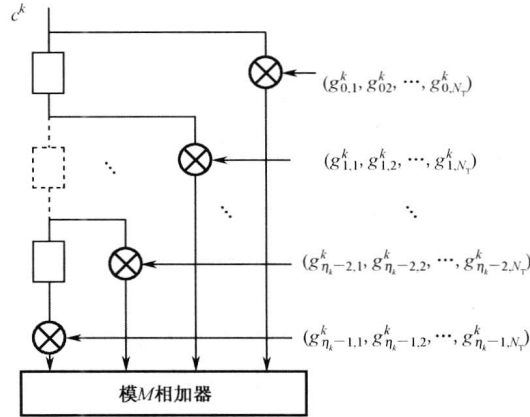 c^k
(g^k_{0,1}, g^k_{02}, ⋯, g^k_{0,N_T})
(g^k_{1,1}, g^k_{1,2}, ⋯, g^k_{1,N_T})
(g^k_{η_k-2,1}, g^k_{η_k-2,2}, ⋯, g^k_{η_k-2,N_T})
(g^k_{η_k-1,1}, g^k_{η_k-1,2}, ⋯, g^k_{η_k-1,N_T})
模M相加器